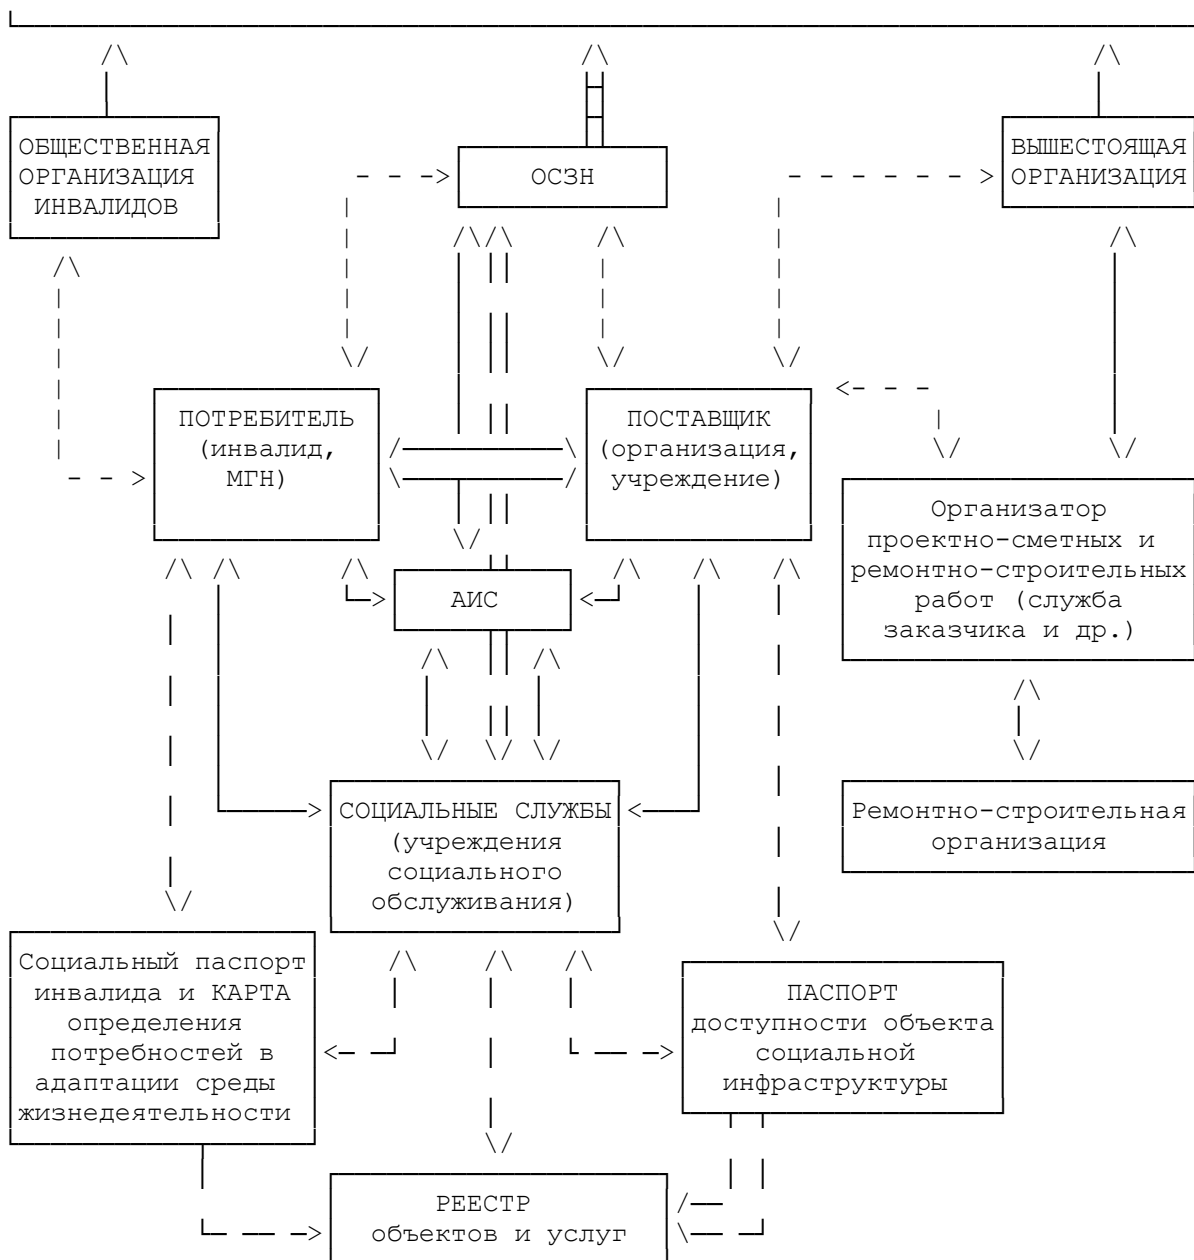 ОБЩЕСТВЕННАЯ
ОРГАНИЗАЦИЯ
ИНВАЛИДОВ
ОСЗН
ВЫШЕСТОЯЩАЯ
ОРГАНИЗАЦИЯ
ПОТРЕБИТЕЛЬ
(инвалид,
МГН)
ПОСТАВЩИК
(организация,
учреждение)
Организатор
проектно-сметных и
ремонтно-строительных
работ (служба
заказчика и др.)
АИС
СОЦИАЛЬНЫЕ СЛУЖБЫ
(учреждения
социального
обслуживания)
Ремонтно-строительная
организация
Социальный паспорт
инвалида и КАРТА
определения
потребностей в
адаптации среды
жизнедеятельности
ПАСПОРТ
доступности объекта
социальной
инфраструктуры
РЕЕСТР
объектов и услуг